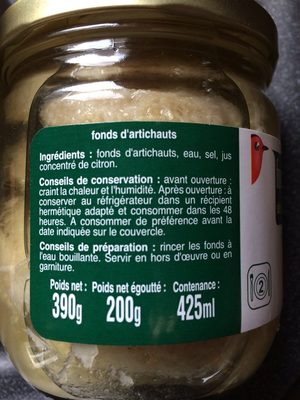 fonds d'artichauts
Ingrédients : fonds d'artichauts, eau, sel, jus
concentré de citron.
Conseils de conservation : avant ouverture :
craint la chaleur et l'humidité. Après ouverture : à
conserver au réfrigérateur dans un récipient
hermétique adapté et consommer dans les 48
heures. A consommer de préférence avant la
date indiquée sur le couvercle.
Conseils de préparation : rincer les fonds à
l'eau bouillante. Servir en hors d'œuvre ou en
garniture.
Poids net : Poids net égoutté : Contenance :
390g 200g 425ml
2